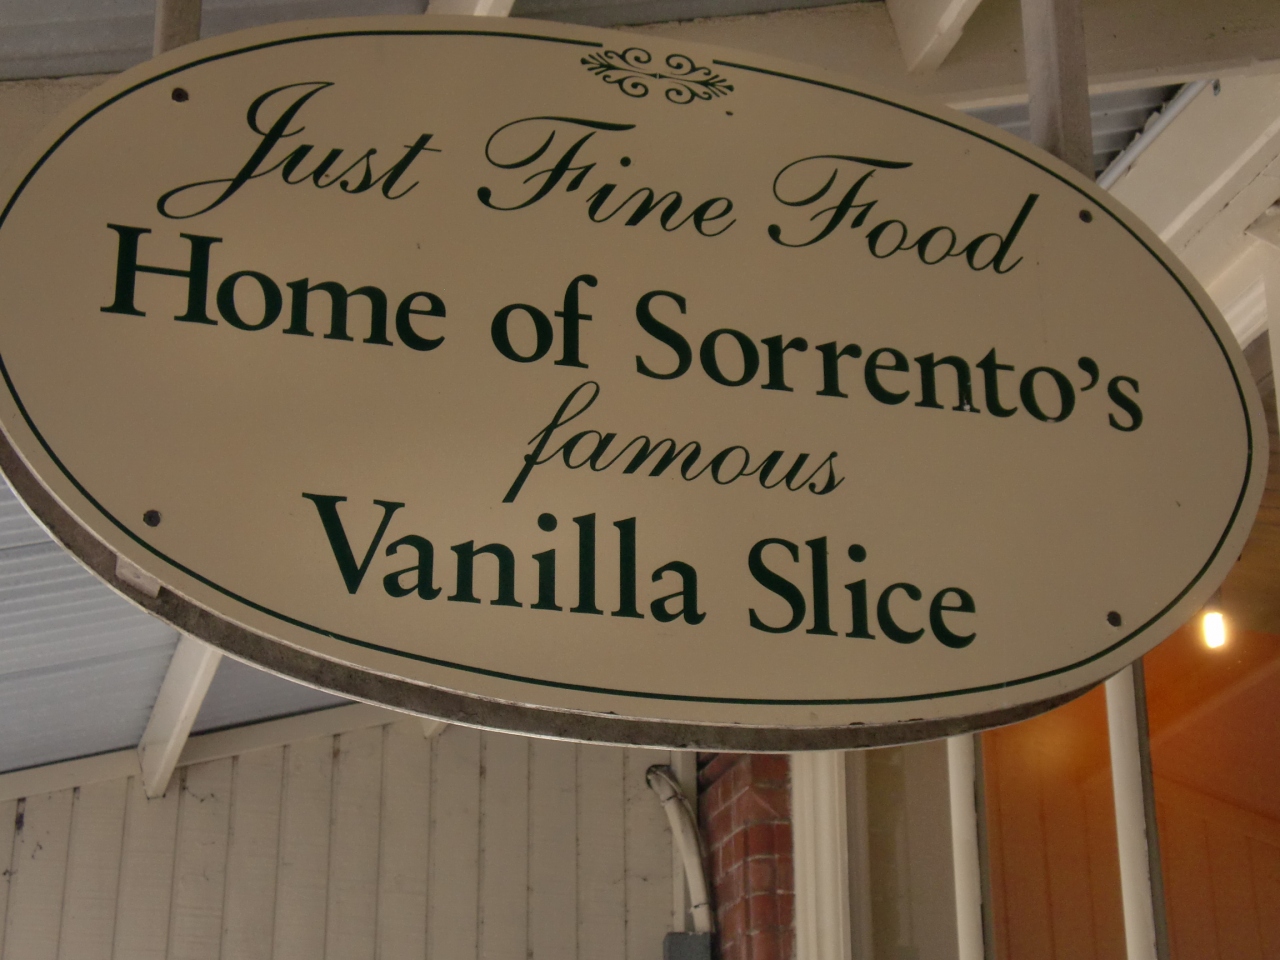 Just Fine Food
Home of Sorrento's
famous
Vanilla Slice